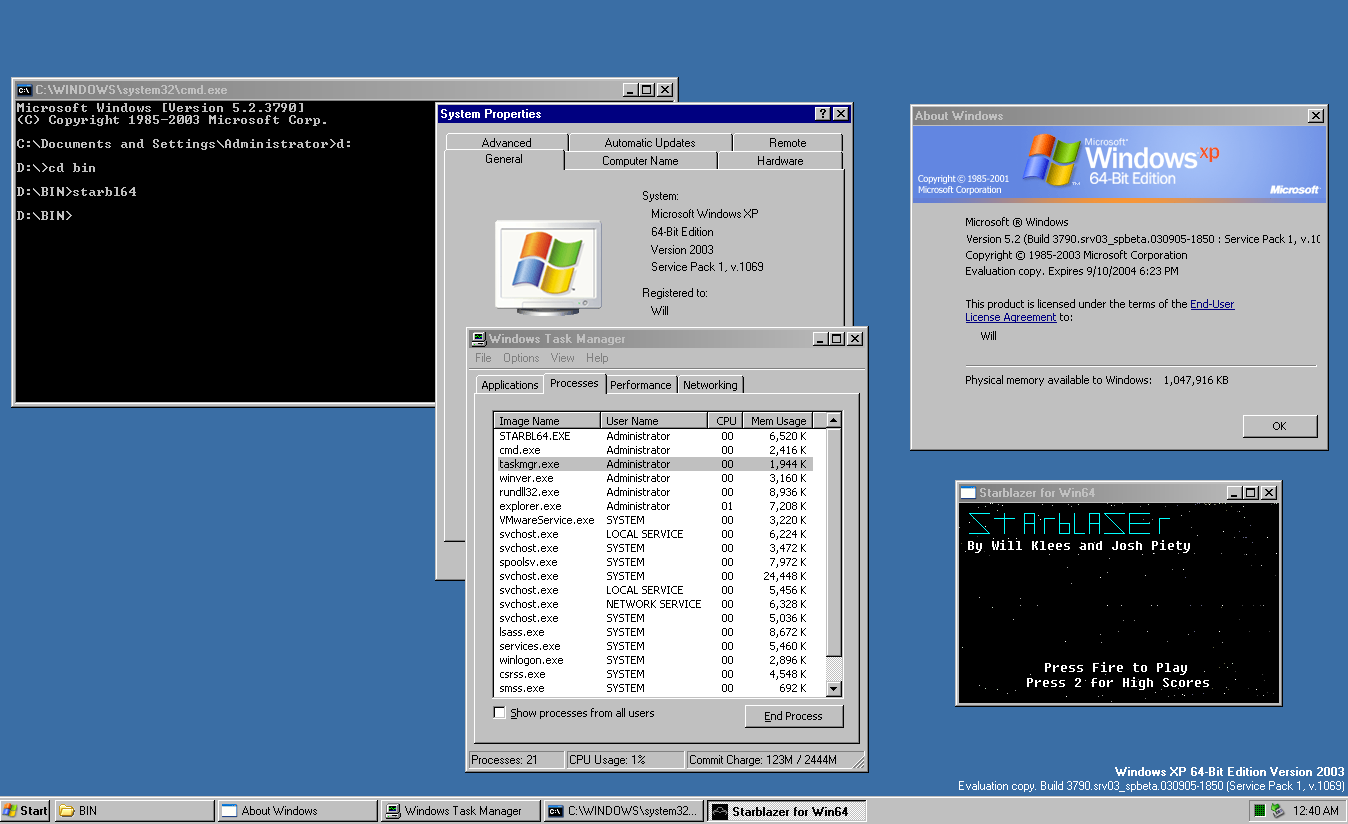 C:\WINDOWS\system32\cmd.exe
Microsoft Windows [Version 5.2.3790]
(C) Copyright 1985-2003 Microsoft Corp.
C:\Documents and Settings\Administrator>d:
D:\>cd bin
D:\BIN>starbl64
D:\BIN>
System Properties
Advanced Automatic Updates Remote
General Computer Name Hardware
System:
Microsoft Windows XP
64-Bit Edition
Version 2003
Service Pack 1, v.1069
Registered to:
Will
Windows Task Manager
File Options View Help
Applications Processes Performance Networking
Image Name User Name CPU Mem Usage
STARBL64.EXE Administrator 00 6,520 K
cmd.exe Administrator 00 2,416 K
taskmgr.exe Administrator 00 1,944 K
winver.exe Administrator 00 3,160 K
rundll32.exe Administrator 00 8,936 K
explorer.exe Administrator 01 7,208 K
VMwareService.exe SYSTEM 00 3,220 K
svchost.exe LOCAL SERVICE 00 6,224 K
svchost.exe SYSTEM 00 3,472 K
spoolsv.exe SYSTEM 00 7,972 K
svchost.exe SYSTEM 00 24,448 K
svchost.exe LOCAL SERVICE 00 5,456 K
svchost.exe NETWORK SERVICE 00 6,328 K
svchost.exe SYSTEM 00 5,036 K
lsass.exe SYSTEM 00 8,672 K
services.exe SYSTEM 00 5,460 K
winlogon.exe SYSTEM 00 2,896 K
csrss.exe SYSTEM 00 4,548 K
smss.exe SYSTEM 00 692 K
Show processes from all users
End Process
Processes: 21 CPU Usage: 1% Commit Charge: 123M / 2444M
About Windows
Microsoft
Windows xp
64-Bit Edition
Copyright © 1985-2001
Microsoft Corporation
Microsoft
Microsoft ® Windows
Version 5.2 (Build 3790.srv03_spbeta.030905-1850 : Service Pack 1, v.10
Copyright © 1985-2003 Microsoft Corporation
Evaluation copy. Expires 9/10/2004 6:23 PM
This product is licensed under the terms of the End-User
License Agreement to:
Will
Physical memory available to Windows: 1,047,916 KB
OK
Starblazer for Win64
StArbLAsEr
By Will Klees and Josh Piety
Press Fire to Play
Press 2 for High Scores
Windows XP 64-Bit Edition Version 2003
Evaluation copy. Build 3790.srv03_spbeta.030905-1850 (Service Pack 1, v.1069)
Start BIN About Windows Windows Task Manager C:\WINDOWS\system32... Starblazer for Win64 12:40 AM